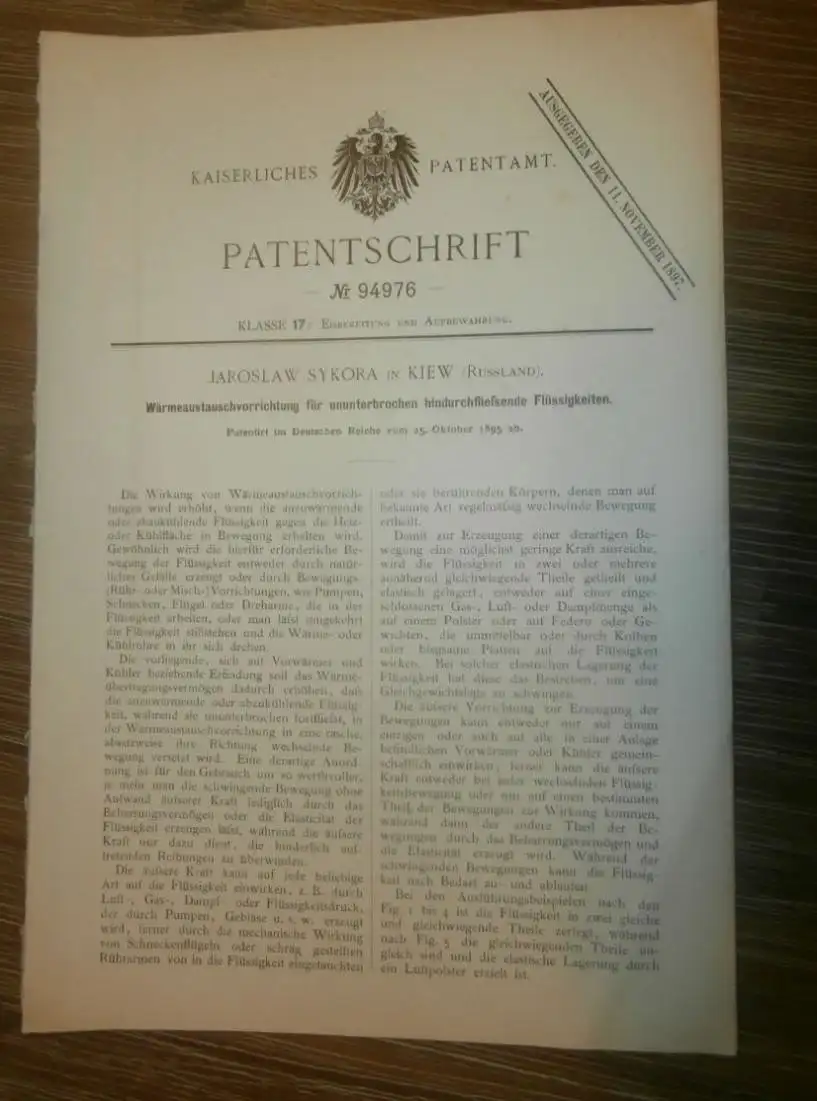 AUSGEGEBEN DEN 11. NOVEMBER 1897.
KAISERLICHES PATENTAMT.
PATENTSCHRIFT
— № 94976 —
KLASSE 17: EISBEREITUNG UND AUFBEWAHRUNG.
JAROSLAW SYKORA IN KIEW (RUSSLAND).
Wärmeaustauschvorrichtung für ununterbrochen hindurchfließende Flüssigkeiten.
Patentirt im Deutschen Reiche vom 25. Oktober 1895 ab.
Die Wirkung von Wärmeaustauschvorrich-
tungen wird erhöht, wenn die anzuwärmende
oder abzukühlende Flüssigkeit gegen die Heiz-
oder Kühlfläche in Bewegung erhalten wird.
Gewöhnlich wird die hierfür erforderliche Be-
wegung der Flüssigkeit entweder durch natür-
liches Gefälle erzeugt oder durch Bewegungs-
(Rühr- oder Misch-) Vorrichtungen, wie Pumpen,
Schnecken, Flügel oder Dreharme, die in der
Flüssigkeit arbeiten, oder man läßt umgekehrt
die Flüssigkeit stillstehen und die Wärme- oder
Kühlrohre in ihr sich drehen.
Die vorliegende, sich auf Vorwärmer und
Kühler beziehende Erfindung soll das Wärme-
übertragungsvermögen dadurch erhöhen, daß
die anzuwärmende oder abzukühlende Flüssig-
keit, während sie ununterbrochen fortfließt, in
der Wärmeaustauschvorrichtung in eine rasche,
absatzweise ihre Richtung wechselnde Be-
wegung versetzt wird. Eine derartige Anord-
nung ist für den Gebrauch um so werthvoller,
je mehr man die schwingende Bewegung ohne
Aufwand äußerer Kraft lediglich durch das
Beharrungsvermögen oder die Elasticität der
Flüssigkeit erzeugen läßt, während die äußere
Kraft nur dazu dient, die hinderlich auf-
tretenden Reibungen zu überwinden.
Die äußere Kraft kann auf jede beliebige
Art auf die Flüssigkeit einwirken, z. B. durch
Luft-, Gas-, Dampf- oder Flüssigkeitsdruck,
der durch Pumpen, Gebläse u. s. w. erzeugt
wird, ferner durch die mechanische Wirkung
von Schneckenflügeln oder schräg gestellten
Rührarmen von in die Flüssigkeit eingetauchten
oder sie berührenden Körpern, denen man auf
bekannte Art regelmäßig wechselnde Bewegung
ertheilt.
Damit zur Erzeugung einer derartigen Be-
wegung eine möglichst geringe Kraft ausreiche,
wird die Flüssigkeit in zwei oder mehrere
annähernd gleichwiegende Theile getheilt und
elastisch gelagert, entweder auf einer einge-
schlossenen Gas-, Luft- oder Dampfmenge als
auf einem Polster oder auf Federn oder Ge-
wichten, die unmittelbar oder durch Kolben
oder biegsame Platten auf die Flüssigkeit
wirken. Bei solcher elastischen Lagerung der
Flüssigkeit hat diese das Bestreben, um eine
Gleichgewichtslage zu schwingen.
Die äußere Vorrichtung zur Erzeugung der
Bewegungen kann entweder nur auf einem
einzigen oder auch auf alle in einer Anlage
befindlichen Vorwärmer oder Kühler gemein-
schaftlich einwirken, ferner kann die äußere
Kraft entweder bei jeder wechselnden Flüssig-
keitsbewegung oder nur auf einen bestimmten
Theil der Bewegungen zur Wirkung kommen,
während dann der andere Theil der Be-
wegungen durch das Beharrungsvermögen und
die Elasticität erzeugt wird. Während der
schwingenden Bewegungen kann die Flüssig-
keit nach Bedarf zu- und ablaufen.
Bei den Ausführungsbeispielen nach den
Fig. 1 bis 4 ist die Flüssigkeit in zwei gleiche
und gleichwiegende Theile zerlegt, während
nach Fig. 5 die gleichwiegenden Theile un-
gleich sind und die elastische Lagerung durch
ein Luftpolster erzielt ist.